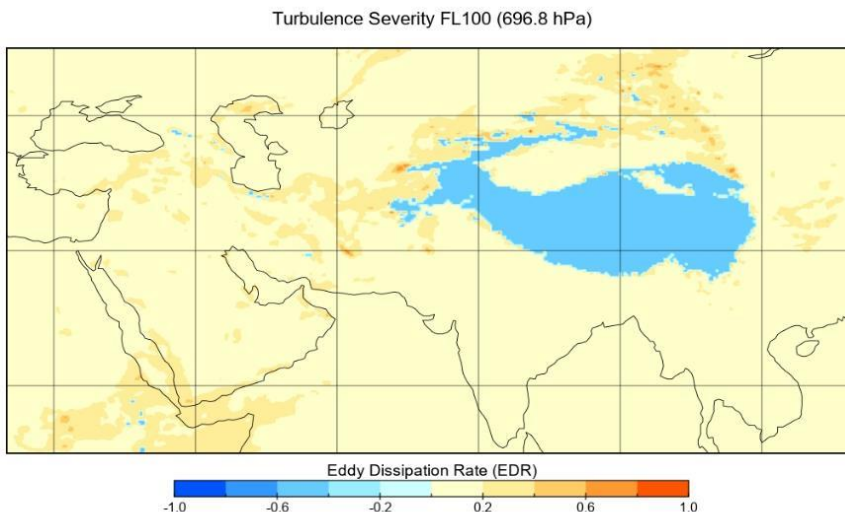 Turbulence Severity FL100 (696.8 hPa)
Eddy Dissipation Rate (EDR)
-1.0 -0.6 -0.2 0.2 0.6 1.0